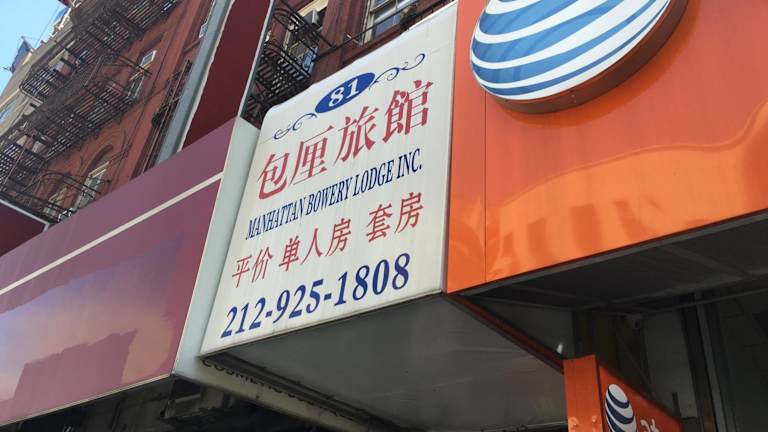 81
包厘旅館
MANHATTAN BOWERY LODGE INC.
平价 单人房 套房
212-925-1808